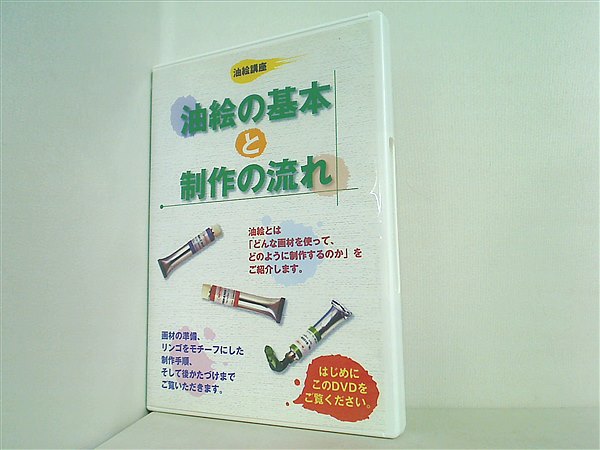 油絵講座
油絵の基本
と
制作の流れ
油絵とは
「どんな画材を使って、
どのように制作するのか」を
ご紹介します。
画材の準備、
リンゴをモチーフにした
制作手順、
そして後かたづけまで
ご覧いただきます。
はじめに
このDVDを
ご覧ください。